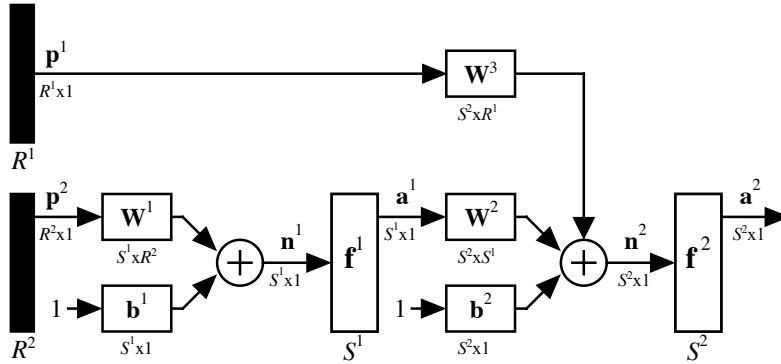 p¹
W³
R¹x1
S²xR¹
R¹
p² W¹ a¹ W² a²
R²x1 S¹xR² n¹ f¹ S¹x1 S²xS¹ n² f² S²x1
S¹x1 S²x1
1 b¹ 1 b²
R² S¹x1 S¹ S²x1 S²